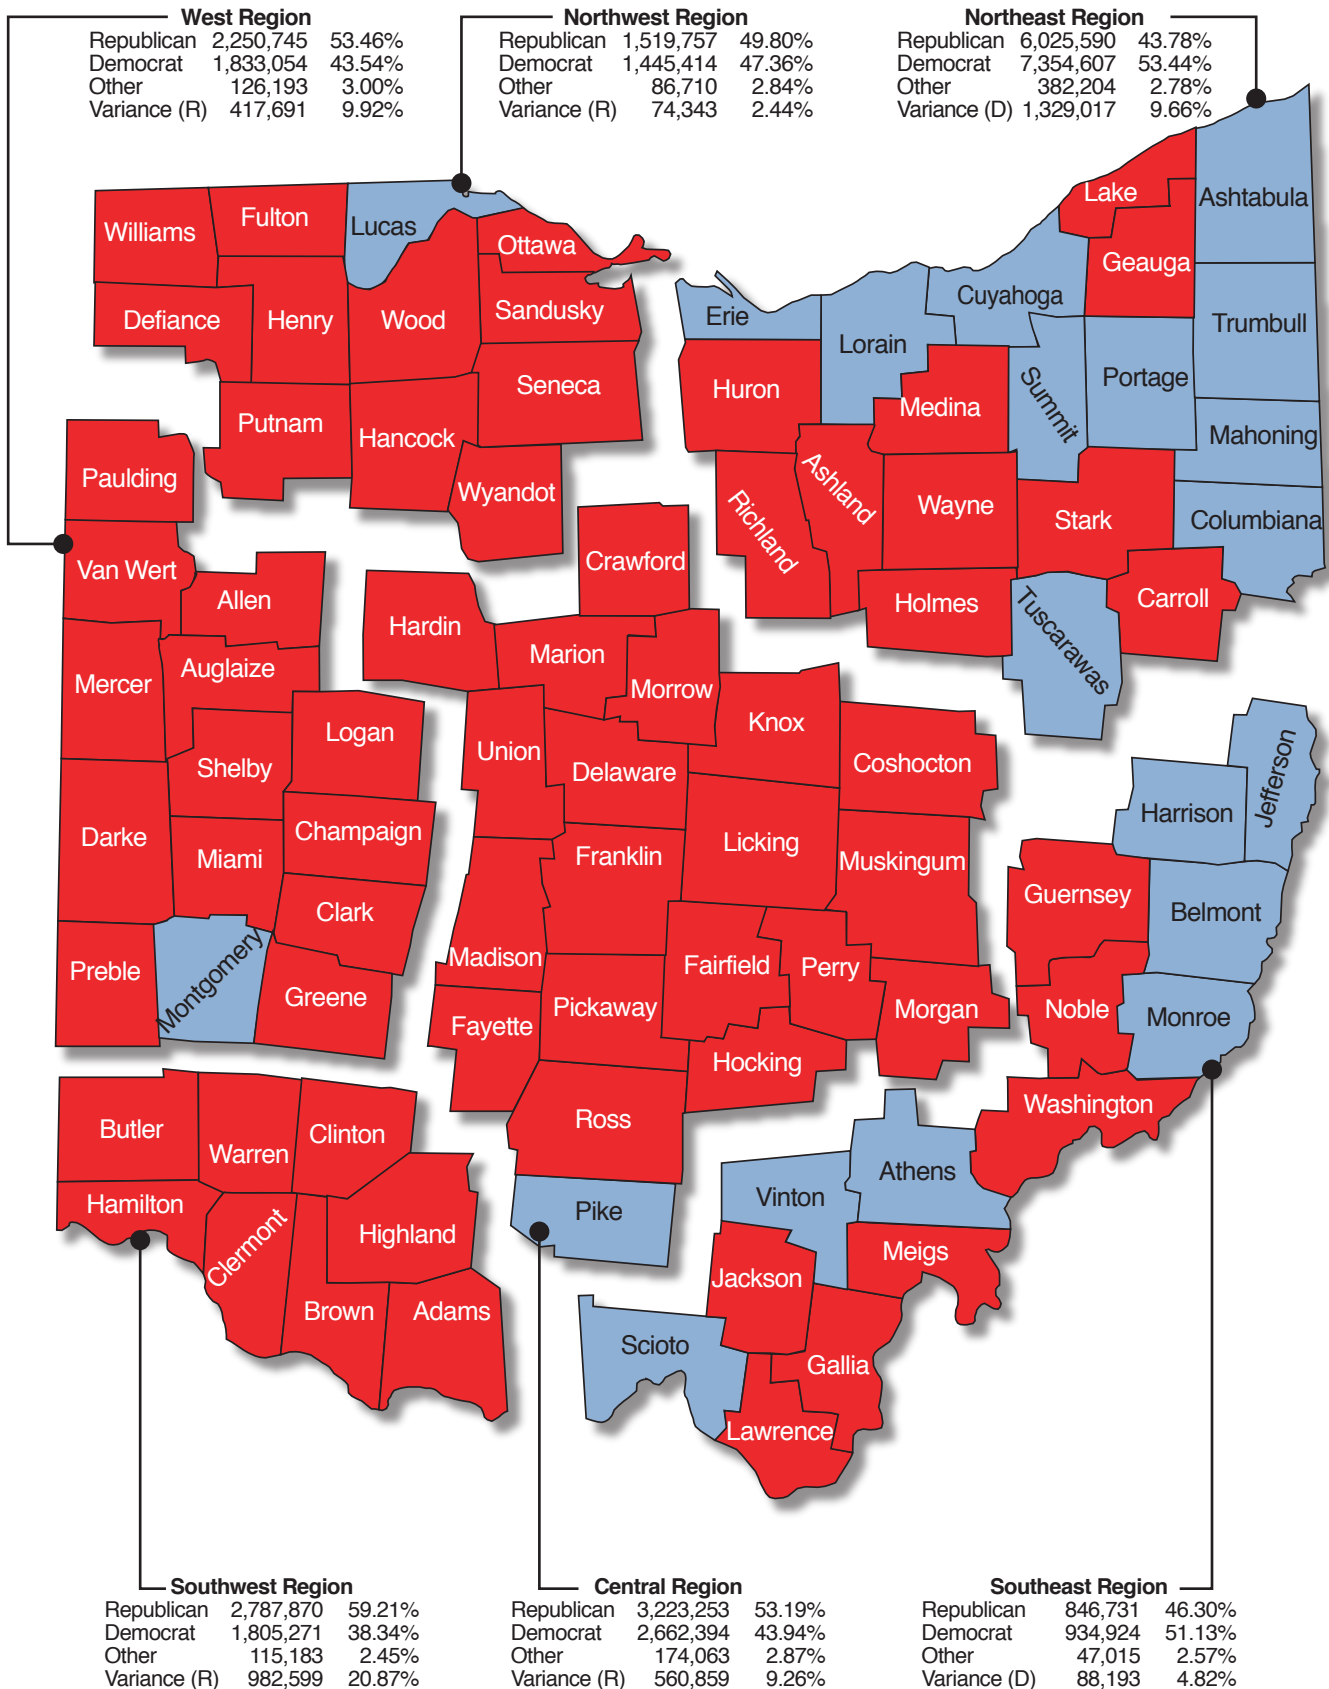 West Region
Republican 2,250,745 53.46%
Democrat 1,833,054 43.54%
Other 126,193 3.00%
Variance (R) 417,691 9.92%
Northwest Region
Republican 1,519,757 49.80%
Democrat 1,445,414 47.36%
Other 86,710 2.84%
Variance (R) 74,343 2.44%
Northeast Region
Republican 6,025,590 43.78%
Democrat 7,354,607 53.44%
Other 382,204 2.78%
Variance (D) 1,329,017 9.66%
Williams
Fulton
Lucas
Ottawa
Defiance
Henry
Wood
Sandusky
Seneca
Putnam
Hancock
Wyandot
Lake
Ashtabula
Geauga
Cuyahoga
Erie
Lorain
Trumbull
Huron
Medina
Summit
Portage
Mahoning
Richland
Ashland
Wayne
Stark
Columbiana
Holmes
Tuscarawas
Carroll
Paulding
Van Wert
Allen
Mercer
Auglaize
Logan
Shelby
Darke
Miami
Champaign
Clark
Preble
Montgomery
Greene
Crawford
Hardin
Marion
Morrow
Knox
Union
Delaware
Coshocton
Franklin
Licking
Muskingum
Madison
Fairfield
Perry
Pickaway
Fayette
Morgan
Hocking
Ross
Pike
Jefferson
Harrison
Guernsey
Belmont
Noble
Monroe
Washington
Athens
Vinton
Meigs
Jackson
Scioto
Gallia
Lawrence
Butler
Warren
Clinton
Hamilton
Clermont
Highland
Brown
Adams
Southwest Region
Republican 2,787,870 59.21%
Democrat 1,805,271 38.34%
Other 115,183 2.45%
Variance (R) 982,599 20.87%
Central Region
Republican 3,223,253 53.19%
Democrat 2,662,394 43.94%
Other 174,063 2.87%
Variance (R) 560,859 9.26%
Southeast Region
Republican 846,731 46.30%
Democrat 934,924 51.13%
Other 47,015 2.57%
Variance (D) 88,193 4.82%